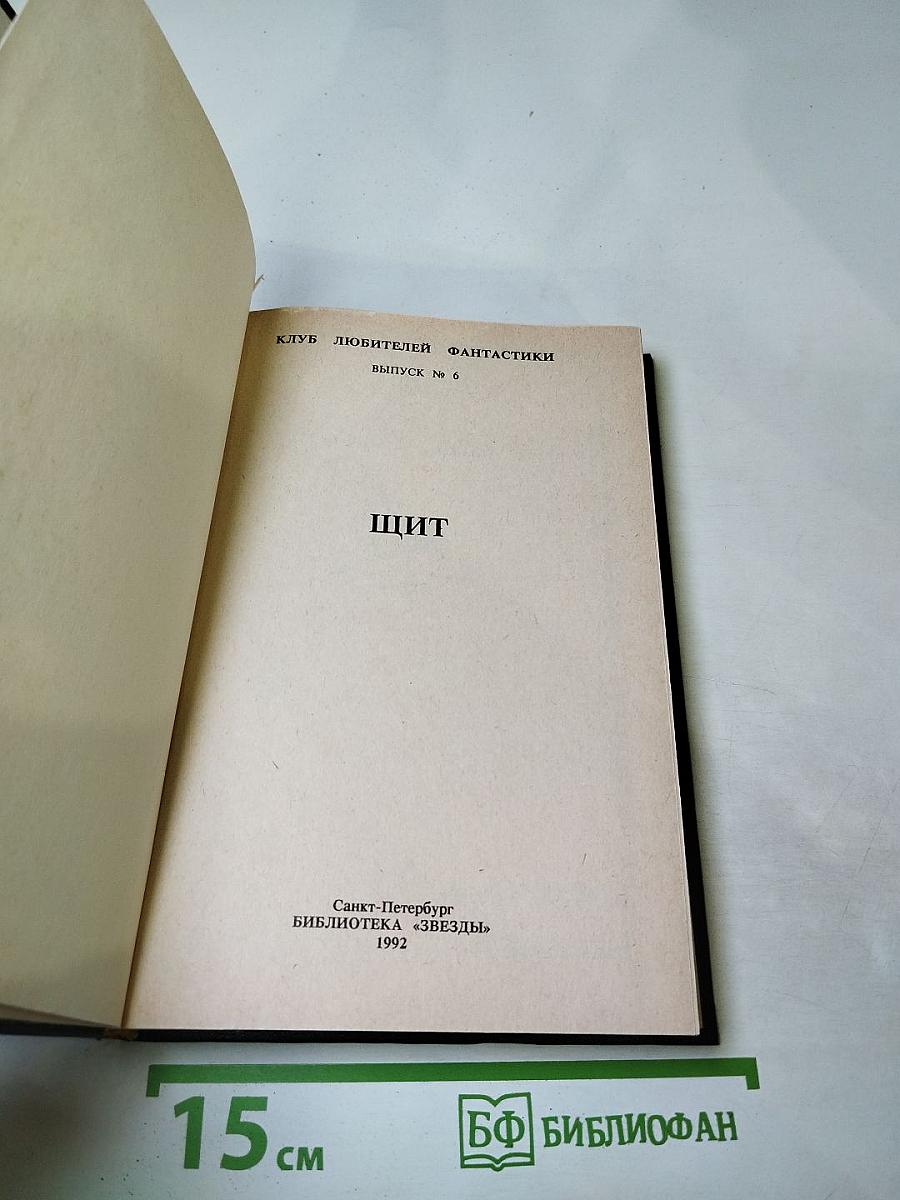 КЛУБ ЛЮБИТЕЛЕЙ ФАНТАСТИКИ
ВЫПУСК № 6
ЩИТ
Санкт-Петербург
БИБЛИОТЕКА «ЗВЕЗДЫ»
1992
15 см
БФ БИБЛИОФАН